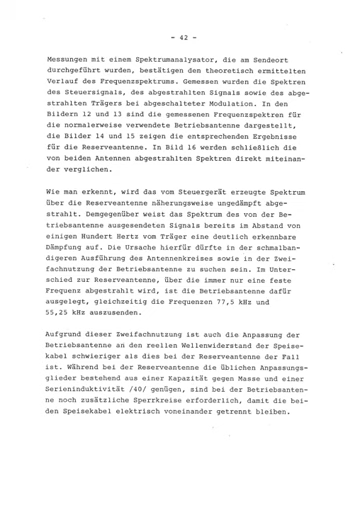 - 42 -
Messungen mit einem Spektrumanalysator, die am Sendeort
durchgeführt wurden, bestätigen den theoretisch ermittelten
Verlauf des Frequenzspektrums. Gemessen wurden die Spektren
des Steuersignals, des abgestrahlten Signals sowie des abge-
strahlten Trägers bei abgeschalteter Modulation. In den
Bildern 12 und 13 sind die gemessenen Frequenzspektren für
die normalerweise verwendete Betriebsantenne dargestellt,
die Bilder 14 und 15 zeigen die entsprechenden Ergebnisse
für die Reserveantenne. In Bild 16 werden schließlich die
von beiden Antennen abgestrahlten Spektren direkt miteinan-
der verglichen.
Wie man erkennt, wird das vom Steuergerät erzeugte Spektrum
über die Reserveantenne näherungsweise ungedämpft abge-
strahlt. Demgegenüber weist das Spektrum des von der Be-
triebsantenne ausgesendeten Signals bereits im Abstand von
einigen Hundert Hertz vom Träger eine deutlich erkennbare
Dämpfung auf. Die Ursache hierfür dürfte in der schmalban-
digeren Ausführung des Antennenkreises sowie in der Zwei-
fachnutzung der Betriebsantenne zu suchen sein. Im Unter-
schied zur Reserveantenne, über die immer nur eine feste
Frequenz abgestrahlt wird, ist die Betriebsantenne dafür
ausgelegt, gleichzeitig die Frequenzen 77,5 kHz und
55,25 kHz auszusenden.
Aufgrund dieser Zweifachnutzung ist auch die Anpassung der
Betriebsantenne an den reellen Wellenwiderstand der Speise-
kabel schwieriger als dies bei der Reserveantenne der Fall
ist. Während bei der Reserveantenne die üblichen Anpassungs-
glieder bestehend aus einer Kapazität gegen Masse und einer
Serieninduktivität /40/ genügen, sind bei der Betriebsanten-
ne noch zusätzliche Sperrkreise erforderlich, damit die bei-
den Speisekabel elektrisch voneinander getrennt bleiben.